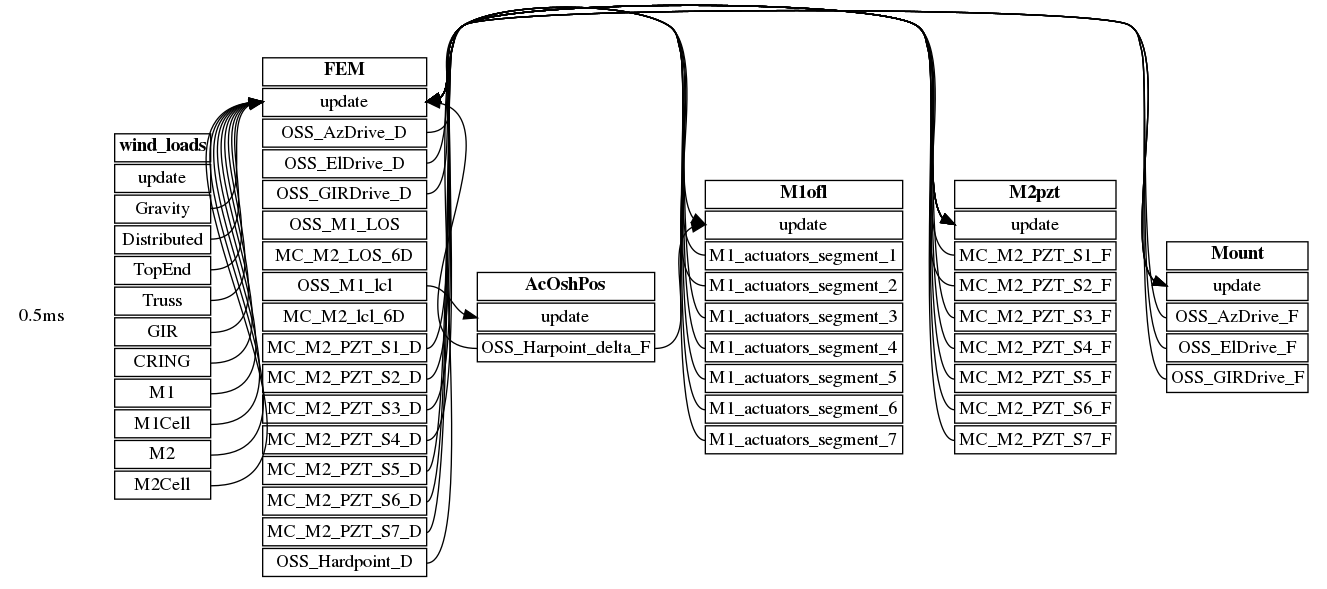 0.5ms
wind_loads
update
Gravity
Distributed
TopEnd
Truss
GIR
CRING
M1
M1Cell
M2
M2Cell
FEM
update
OSS_AzDrive_D
OSS_ElDrive_D
OSS_GIRDrive_D
OSS_M1_LOS
MC_M2_LOS_6D
OSS_M1_lcl
MC_M2_lcl_6D
MC_M2_PZT_S1_D
MC_M2_PZT_S2_D
MC_M2_PZT_S3_D
MC_M2_PZT_S4_D
MC_M2_PZT_S5_D
MC_M2_PZT_S6_D
MC_M2_PZT_S7_D
OSS_Hardpoint_D
AcOshPos
update
OSS_Harpoint_delta_F
M1ofl
update
M1_actuators_segment_1
M1_actuators_segment_2
M1_actuators_segment_3
M1_actuators_segment_4
M1_actuators_segment_5
M1_actuators_segment_6
M1_actuators_segment_7
M2pzt
update
MC_M2_PZT_S1_F
MC_M2_PZT_S2_F
MC_M2_PZT_S3_F
MC_M2_PZT_S4_F
MC_M2_PZT_S5_F
MC_M2_PZT_S6_F
MC_M2_PZT_S7_F
Mount
update
OSS_AzDrive_F
OSS_ElDrive_F
OSS_GIRDrive_F